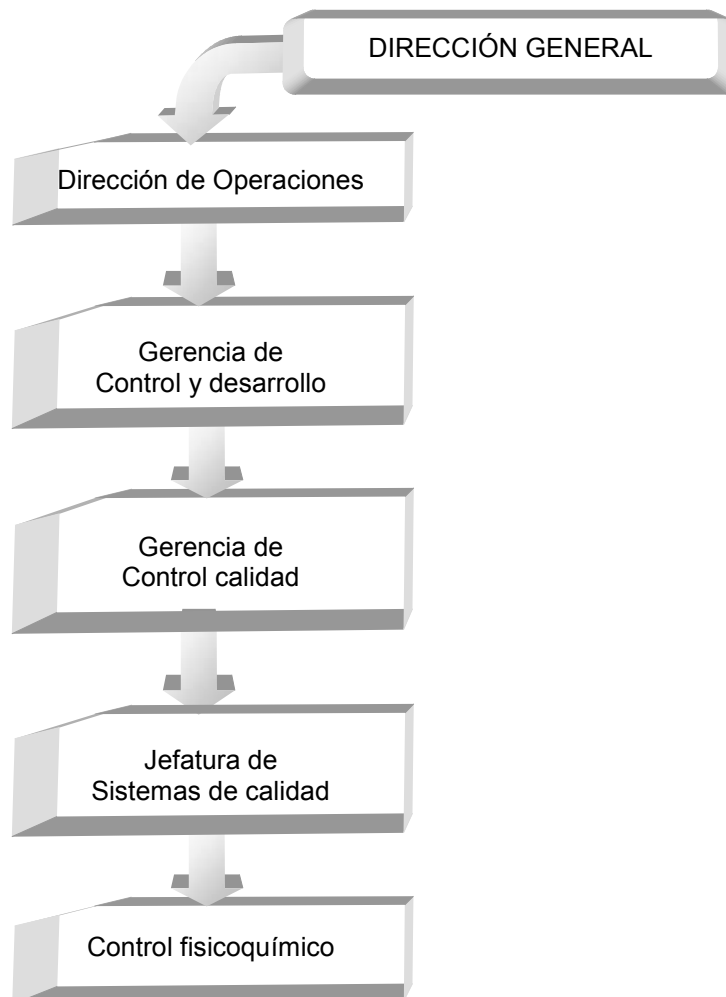 DIRECCIÓN GENERAL
Dirección de Operaciones
Gerencia de
Control y desarrollo
Gerencia de
Control calidad
Jefatura de
Sistemas de calidad
Control fisicoquímico